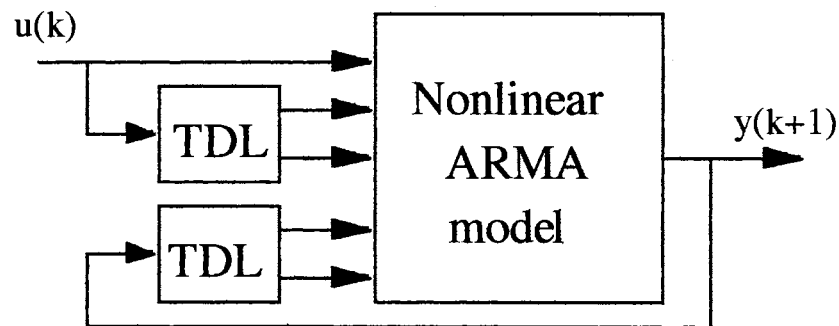 u(k)
TDL
TDL
Nonlinear
ARMA
model
y(k+1)